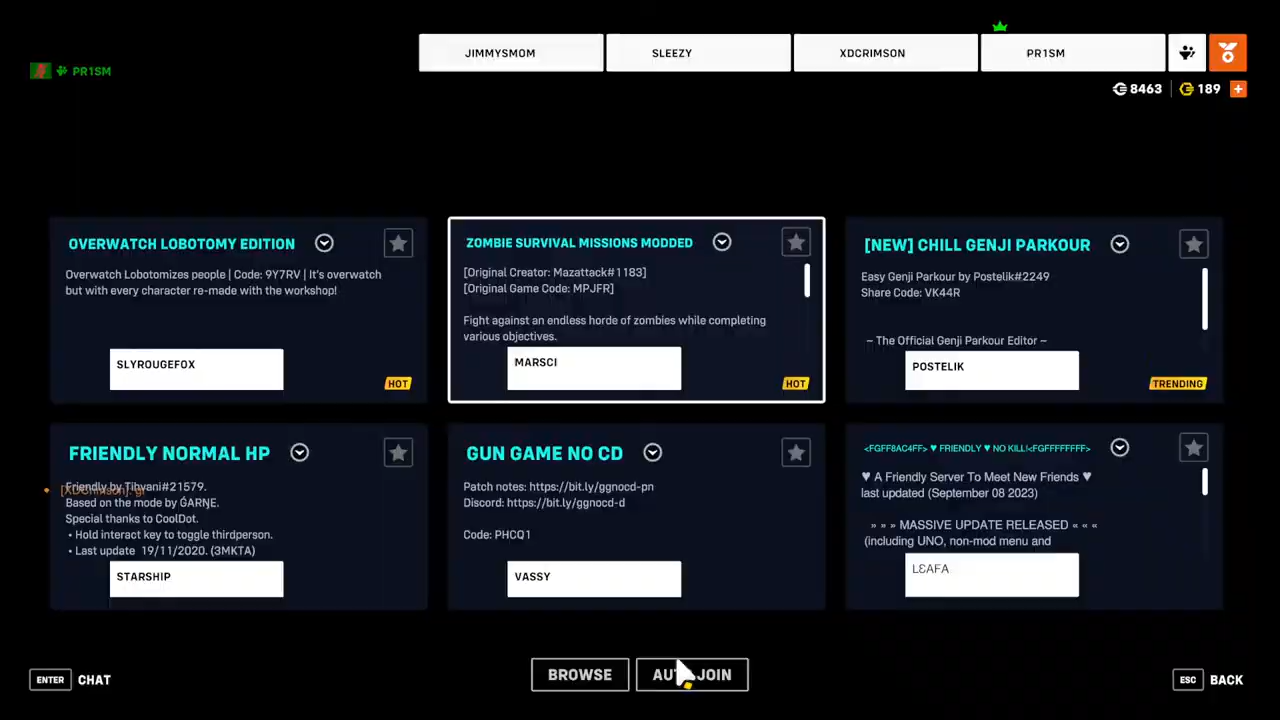 JIMMYSMOM
SLEEZY
XDCRIMSON
PR1SM
PR1SM
8463
189
OVERWATCH LOBOTOMY EDITION
Overwatch Lobotomizes people | Code: 9Y7RV | It's overwatch
but with every character re-made with the workshop!
SLYROUGEFOX
HOT
ZOMBIE SURVIVAL MISSIONS MODDED
[Original Creator: Mazattack#1183]
[Original Game Code: MPJFR]
Fight against an endless horde of zombies while completing
various objectives.
MARSCI
HOT
[NEW] CHILL GENJI PARKOUR
Easy Genji Parkour by Postelik#2249
Share Code: VK44R
– The Official Genji Parkour Editor –
POSTELIK
TRENDING
FRIENDLY NORMAL HP
Friendly by Tihyani#21579.
[XDCrimson]: gr
Based on the mode by ǴARŅE.
Special thanks to CoolDot.
• Hold interact key to toggle thirdperson.
• Last update 19/11/2020. (3MKTA)
STARSHIP
GUN GAME NO CD
Patch notes: https://bit.ly/ggnocd-pn
Discord: https://bit.ly/ggnocd-d
Code: PHCQ1
VASSY
<FGFF8AC4FF> ♥ FRIENDLY ♥ NO KILL!<FGFFFFFFFF>
♥ A Friendly Server To Meet New Friends ♥
last updated (September 08 2023)
» » » MASSIVE UPDATE RELEASED « « «
(including UNO, non-mod menu and
LƐAFA
ENTER CHAT
BROWSE
AUTO JOIN
ESC BACK